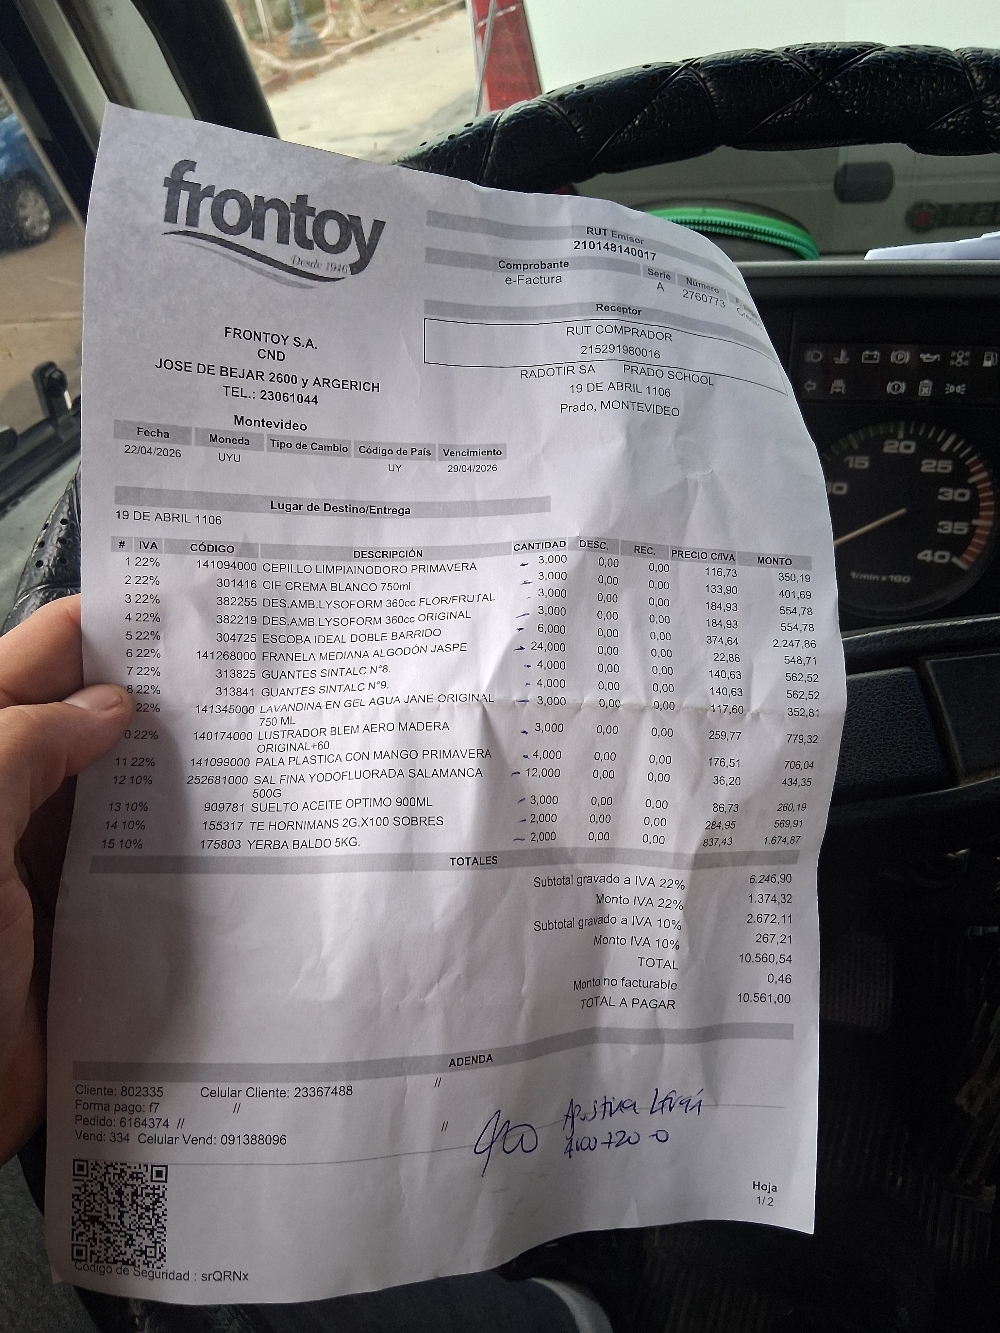 frontoy
Desde 1946
RUT Emisor
210148140017
Comprobante Serie Número
e-Factura A 2760773
Receptor
RUT COMPRADOR
215291980016
RADOTIR SA PRADO SCHOOL
19 DE ABRIL 1106
Prado, MONTEVIDEO
FRONTOY S.A.
CND
JOSE DE BEJAR 2600 y ARGERICH
TEL.: 23061044
Montevideo
Fecha Moneda Tipo de Cambio Código de País Vencimiento
22/04/2026 UYU UY 29/04/2026
Lugar de Destino/Entrega
19 DE ABRIL 1106
# IVA CÓDIGO DESCRIPCIÓN CANTIDAD DESC. REC. PRECIO C/IVA MONTO
1 22% 141094000 CEPILLO LIMPIAINODORO PRIMAVERA 3,000 0,00 0,00 116,73 350,19
2 22% 301416 CIF CREMA BLANCO 750ml 3,000 0,00 0,00 133,90 401,69
3 22% 382255 DES.AMB.LYSOFORM 360cc FLOR/FRUTAL 3,000 0,00 0,00 184,93 554,78
4 22% 382219 DES.AMB.LYSOFORM 360cc ORIGINAL 3,000 0,00 0,00 184,93 554,78
5 22% 304725 ESCOBA IDEAL DOBLE BARRIDO 6,000 0,00 0,00 374,64 2.247,86
6 22% 141268000 FRANELA MEDIANA ALGODÓN JASPE 24,000 0,00 0,00 22,86 548,71
7 22% 313825 GUANTES SINTALC N°8. 4,000 0,00 0,00 140,63 562,52
8 22% 313841 GUANTES SINTALC N°9. 4,000 0,00 0,00 140,63 562,52
22% 141345000 LAVANDINA EN GEL AGUA JANE ORIGINAL 3,000 0,00 0,00 117,60 352,81
750 ML
0 22% 140174000 LUSTRADOR BLEM AERO MADERA 3,000 0,00 0,00 259,77 779,32
ORIGINAL+60
11 22% 141099000 PALA PLASTICA CON MANGO PRIMAVERA 4,000 0,00 0,00 176,51 706,04
12 10% 252681000 SAL FINA YODOFLUORADA SALAMANCA 12,000 0,00 0,00 36,20 434,35
500G
13 10% 909781 SUELTO ACEITE OPTIMO 900ML 3,000 0,00 0,00 86,73 260,19
14 10% 155317 TE HORNIMANS 2G.X100 SOBRES 2,000 0,00 0,00 284,95 569,91
15 10% 175803 YERBA BALDO 5KG. 2,000 0,00 0,00 837,43 1.674,87
TOTALES
Subtotal gravado a IVA 22% 6.246,90
Monto IVA 22% 1.374,32
Subtotal gravado a IVA 10% 2.672,11
Monto IVA 10% 267,21
TOTAL 10.560,54
Monto no facturable 0,46
TOTAL A PAGAR 10.561,00
ADENDA
Cliente: 802335 Celular Cliente: 23367488 //
Forma pago: f7 //
Pedido: 6164374 // //
Vend: 334 Celular Vend: 091388096
Hoja
1/2
Código de Seguridad : srQRNx
15 20 25 30 35 40
1/min x 100